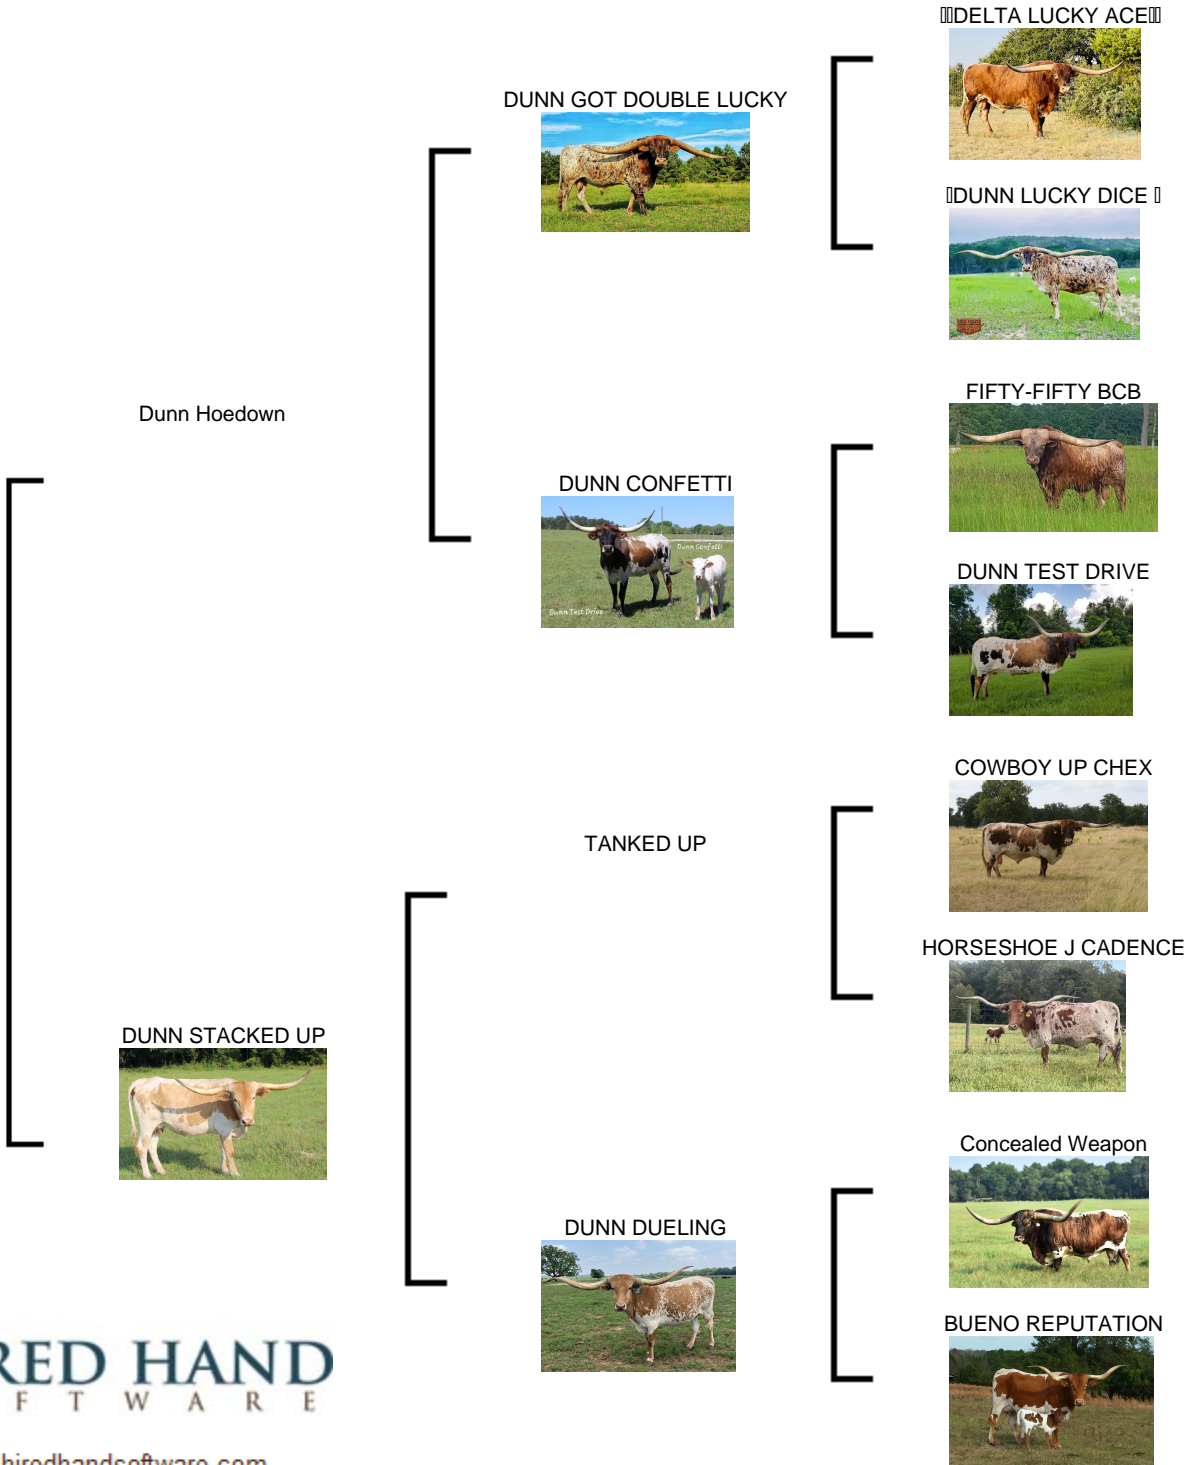 DELTA LUCKY ACE
DUNN GOT DOUBLE LUCKY
DUNN LUCKY DICE
Dunn Hoedown
FIFTY-FIFTY BCB
DUNN CONFETTI
Dunn Confetti
Dunn Test Drive
DUNN TEST DRIVE
COWBOY UP CHEX
TANKED UP
HORSESHOE J CADENCE
DUNN STACKED UP
Concealed Weapon
DUNN DUELING
BUENO REPUTATION
RED HAND
F T W A R E
hiredhandsoftware.com